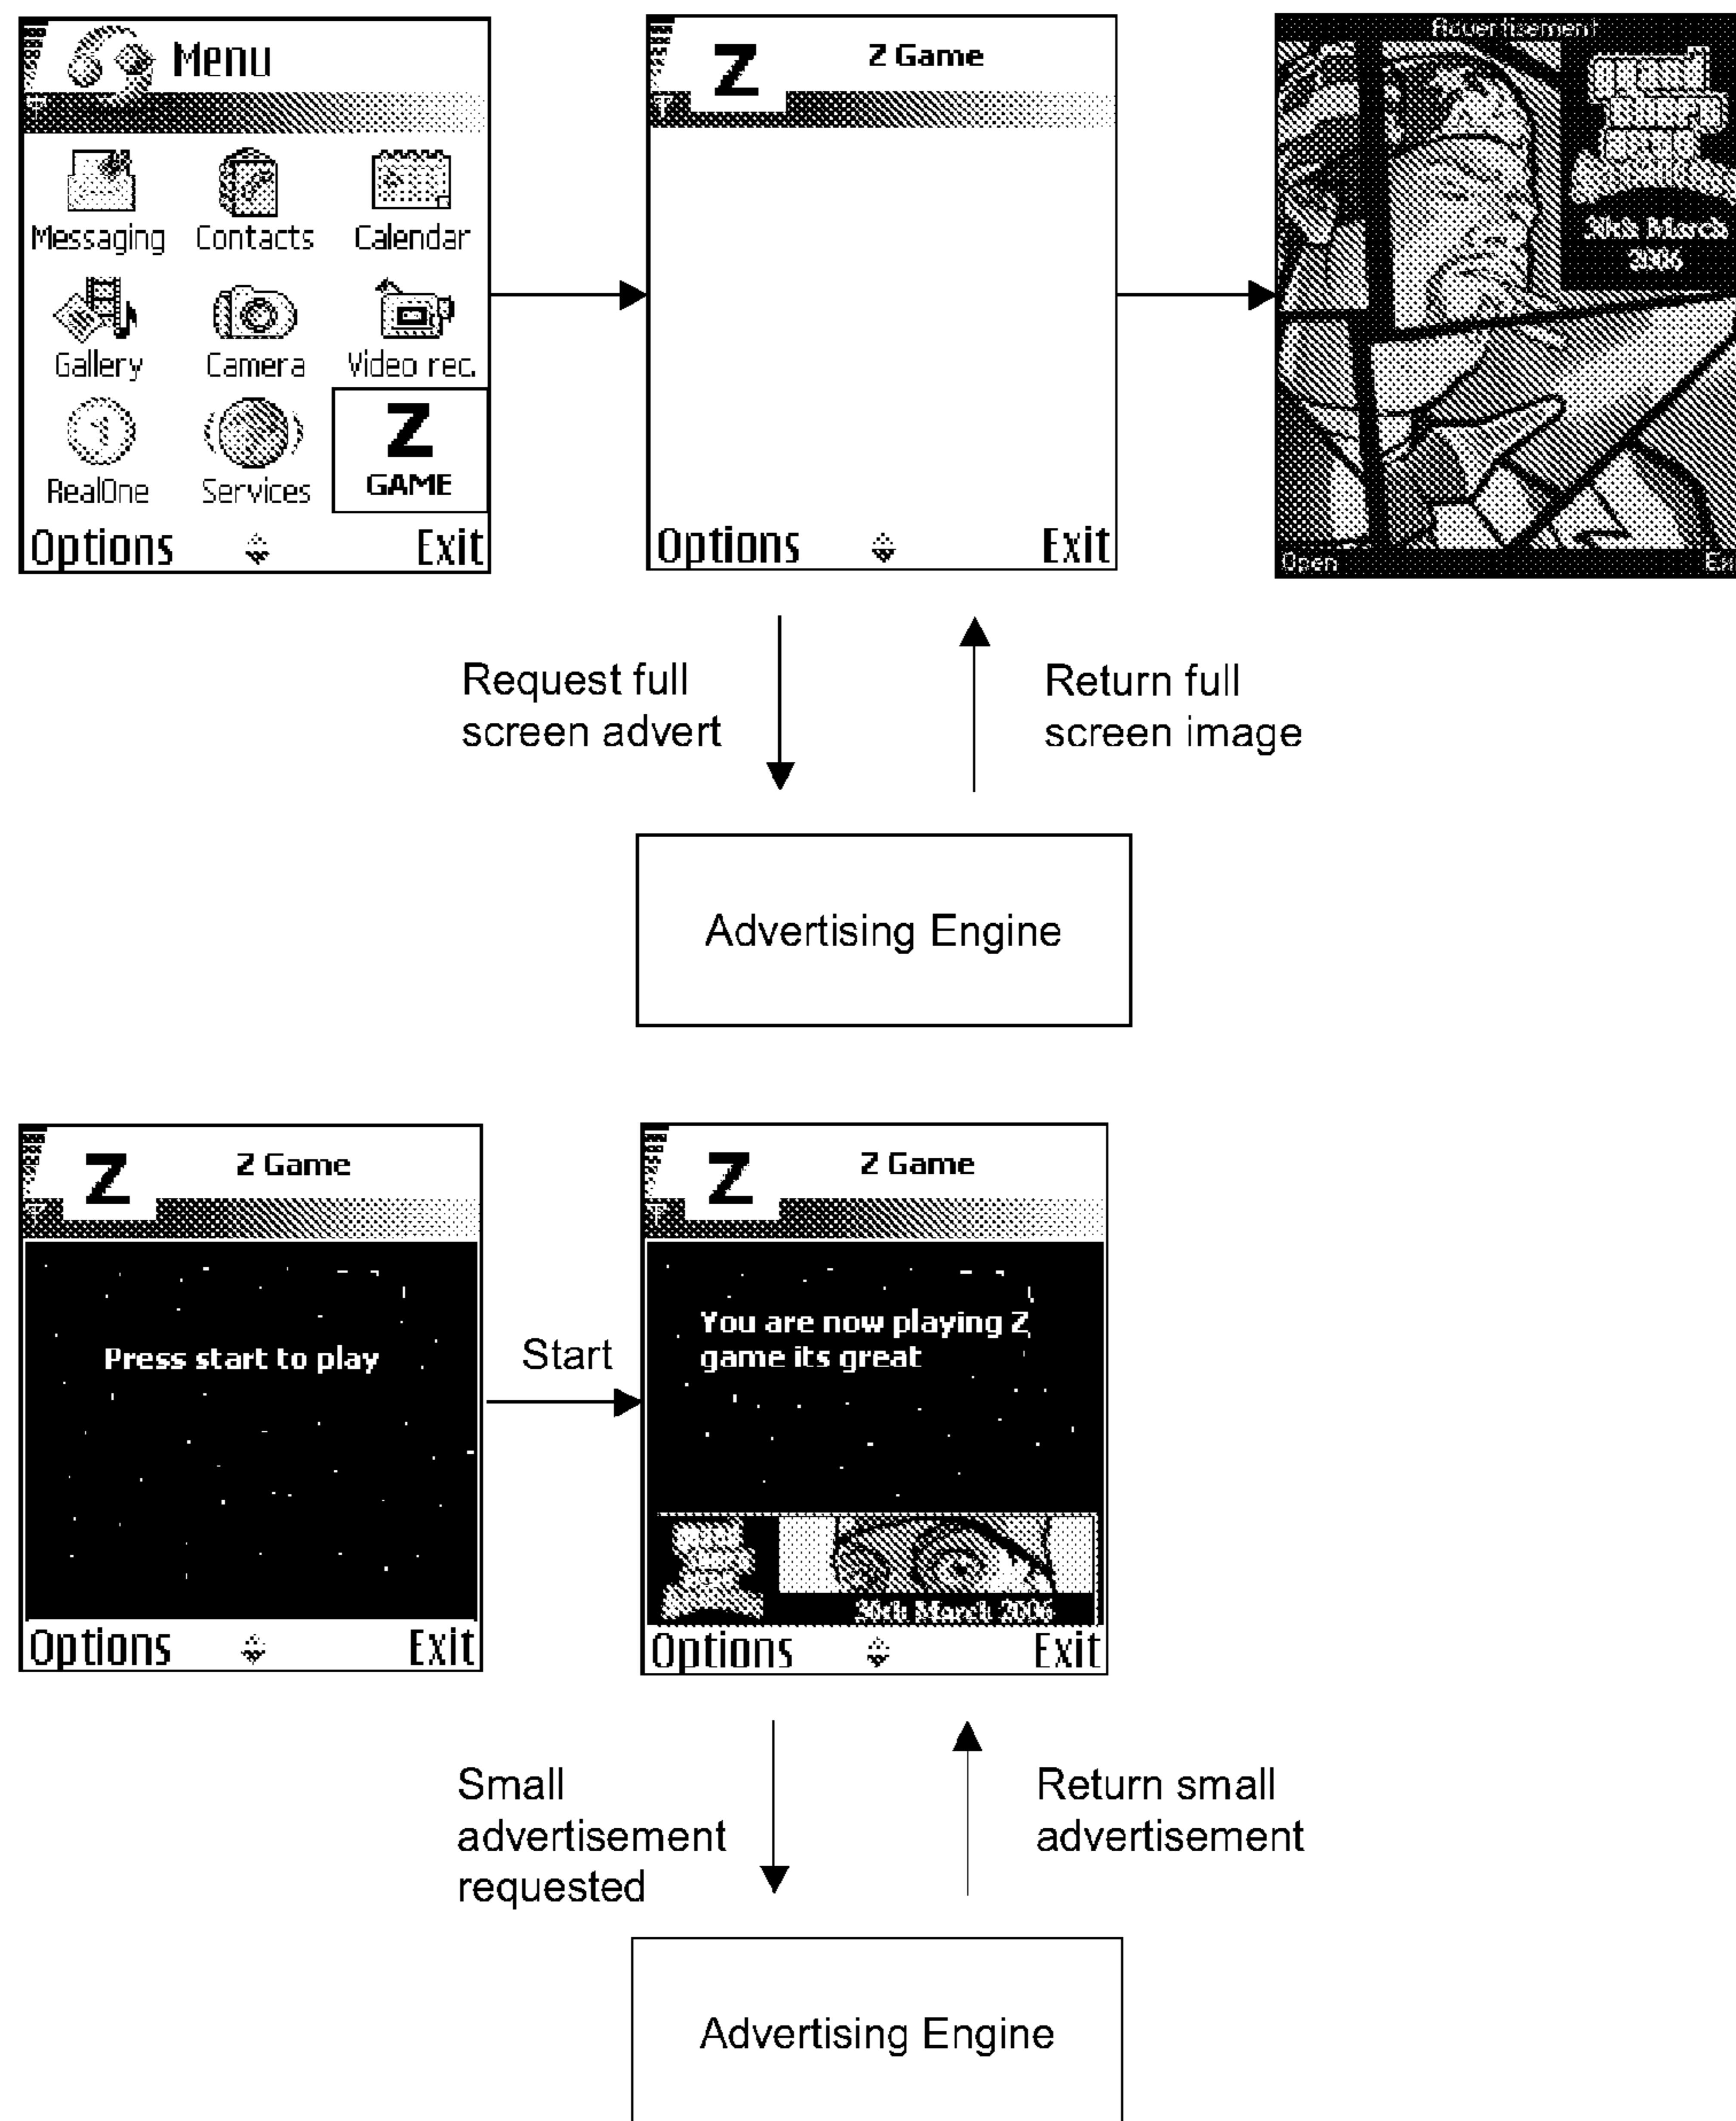 Menu
Messaging Contacts Calendar
Gallery Camera Video rec.
RealOne Services Z
GAME
Options Exit
Z
Z Game
Options Exit
Advertisement
30th March
2006
Open
Request full
screen advert
Return full
screen image
Advertising Engine
Z
Z Game
Press start to play
Options Exit
Start
Z
Z Game
You are now playing Z
game its great
30th March 2006
Options Exit
Small
advertisement
requested
Return small
advertisement
Advertising Engine